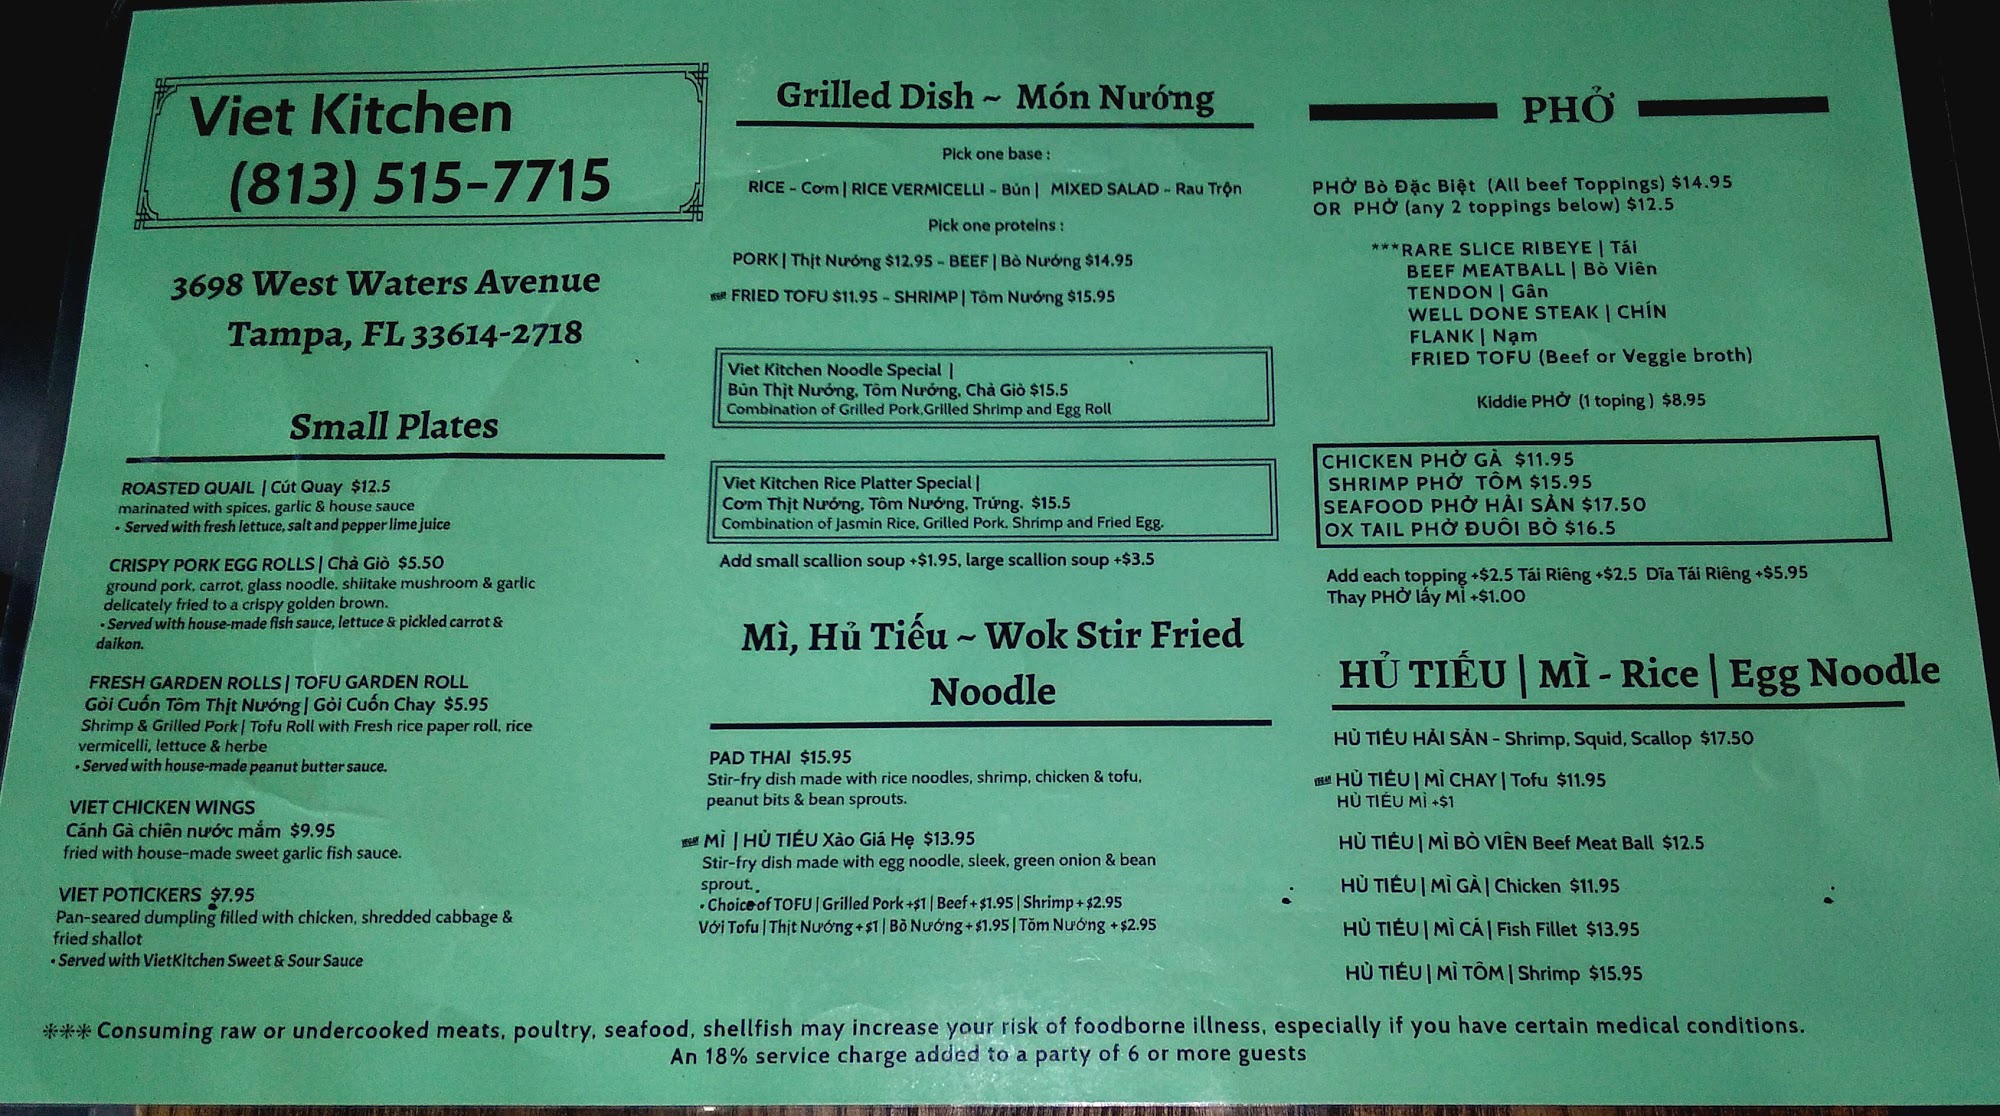 Viet Kitchen
(813) 515-7715
3698 West Waters Avenue
Tampa, FL 33614-2718
Small Plates
ROASTED QUAIL | Cút Quay $12.5
marinated with spices, garlic & house sauce
• Served with fresh lettuce, salt and pepper lime juice
CRISPY PORK EGG ROLLS | Chả Giò $5.50
ground pork, carrot, glass noodle, shiitake mushroom & garlic
delicately fried to a crispy golden brown.
• Served with house-made fish sauce, lettuce & pickled carrot &
daikon.
FRESH GARDEN ROLLS | TOFU GARDEN ROLL
Gỏi Cuốn Tôm Thịt Nướng | Gỏi Cuốn Chay $5.95
Shrimp & Grilled Pork | Tofu Roll with Fresh rice paper roll, rice
vermicelli, lettuce & herbe
• Served with house-made peanut butter sauce.
VIET CHICKEN WINGS
Cánh Gà chiên nước mắm $9.95
fried with house-made sweet garlic fish sauce.
VIET POTICKERS $7.95
Pan-seared dumpling filled with chicken, shredded cabbage &
fried shallot
• Served with VietKitchen Sweet & Sour Sauce
Grilled Dish ~ Món Nướng
Pick one base :
RICE - Cơm | RICE VERMICELLI - Bún | MIXED SALAD - Rau Trộn
Pick one proteins :
PORK | Thịt Nướng $12.95 - BEEF | Bò Nướng $14.95
VEGAN FRIED TOFU $11.95 - SHRIMP | Tôm Nướng $15.95
Viet Kitchen Noodle Special |
Bún Thịt Nướng, Tôm Nướng, Chả Giò $15.5
Combination of Grilled Pork,Grilled Shrimp and Egg Roll
Viet Kitchen Rice Platter Special |
Cơm Thịt Nướng, Tôm Nướng, Trứng. $15.5
Combination of Jasmin Rice, Grilled Pork, Shrimp and Fried Egg.
Add small scallion soup +$1.95, large scallion soup +$3.5
Mì, Hủ Tiếu ~ Wok Stir Fried
Noodle
PAD THAI $15.95
Stir-fry dish made with rice noodles, shrimp, chicken & tofu,
peanut bits & bean sprouts.
VEGAN MÌ | HỦ TIẾU Xào Giá Hẹ $13.95
Stir-fry dish made with egg noodle, sleek, green onion & bean
sprout.
• Choice of TOFU | Grilled Pork +$1 | Beef + $1.95 | Shrimp + $2.95
Với Tofu | Thịt Nướng + $1 | Bò Nướng + $1.95 | Tôm Nướng + $2.95
PHỞ
PHỞ Bò Đặc Biệt (All beef Toppings) $14.95
OR PHỞ (any 2 toppings below) $12.5
***RARE SLICE RIBEYE | Tái
BEEF MEATBALL | Bò Viên
TENDON | Gân
WELL DONE STEAK | CHÍN
FLANK | Nạm
FRIED TOFU (Beef or Veggie broth)
Kiddie PHỞ (1 toping) $8.95
CHICKEN PHỞ GÀ $11.95
SHRIMP PHỞ TÔM $15.95
SEAFOOD PHỞ HẢI SẢN $17.50
OX TAIL PHỞ ĐUÔI BÒ $16.5
Add each topping +$2.5 Tái Riêng +$2.5 Dĩa Tái Riêng +$5.95
Thay PHỞ lấy MÌ +$1.00
HỦ TIẾU | MÌ - Rice | Egg Noodle
HỦ TIẾU HẢI SẢN - Shrimp, Squid, Scallop $17.50
VEGAN HỦ TIẾU | MÌ CHAY | Tofu $11.95
HỦ TIẾU MÌ +$1
HỦ TIẾU | MÌ BÒ VIÊN Beef Meat Ball $12.5
HỦ TIẾU | MÌ GÀ | Chicken $11.95
HỦ TIẾU | MÌ CÁ | Fish Fillet $13.95
HỦ TIẾU | MÌ TÔM | Shrimp $15.95
*** Consuming raw or undercooked meats, poultry, seafood, shellfish may increase your risk of foodborne illness, especially if you have certain medical conditions.
An 18% service charge added to a party of 6 or more guests